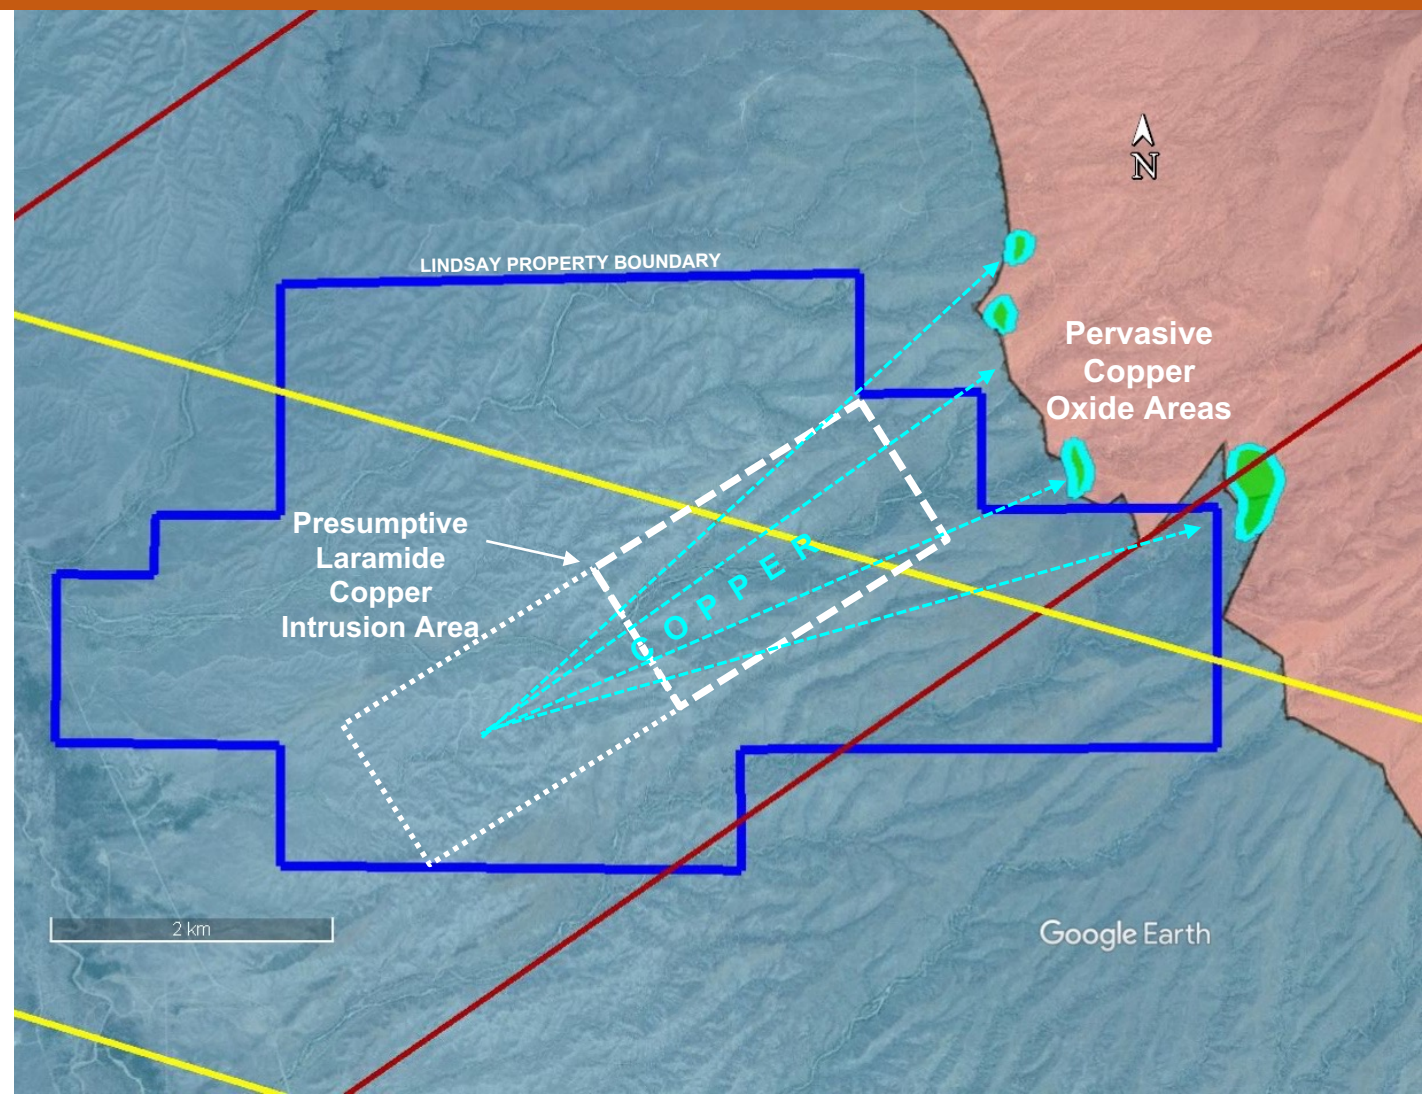 N
LINDSAY PROPERTY BOUNDARY
Pervasive
Copper
Oxide Areas
Presumptive
Laramide
Copper
Intrusion Area
COPPER
2 km
Google Earth